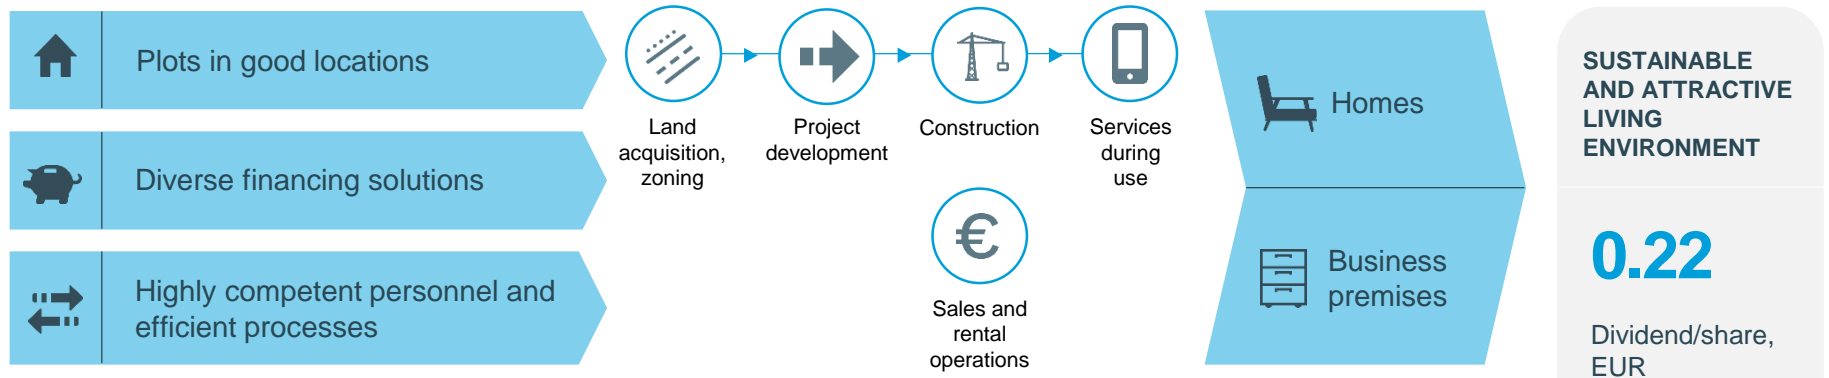 Plots in good locations
Diverse financing solutions
Highly competent personnel and
efficient processes
Land
acquisition,
zoning
Project
development
Construction
Services
during
use
€
Sales and
rental
operations
Homes
Business
premises
SUSTAINABLE
AND ATTRACTIVE
LIVING
ENVIRONMENT
0.22
Dividend/share,
EUR